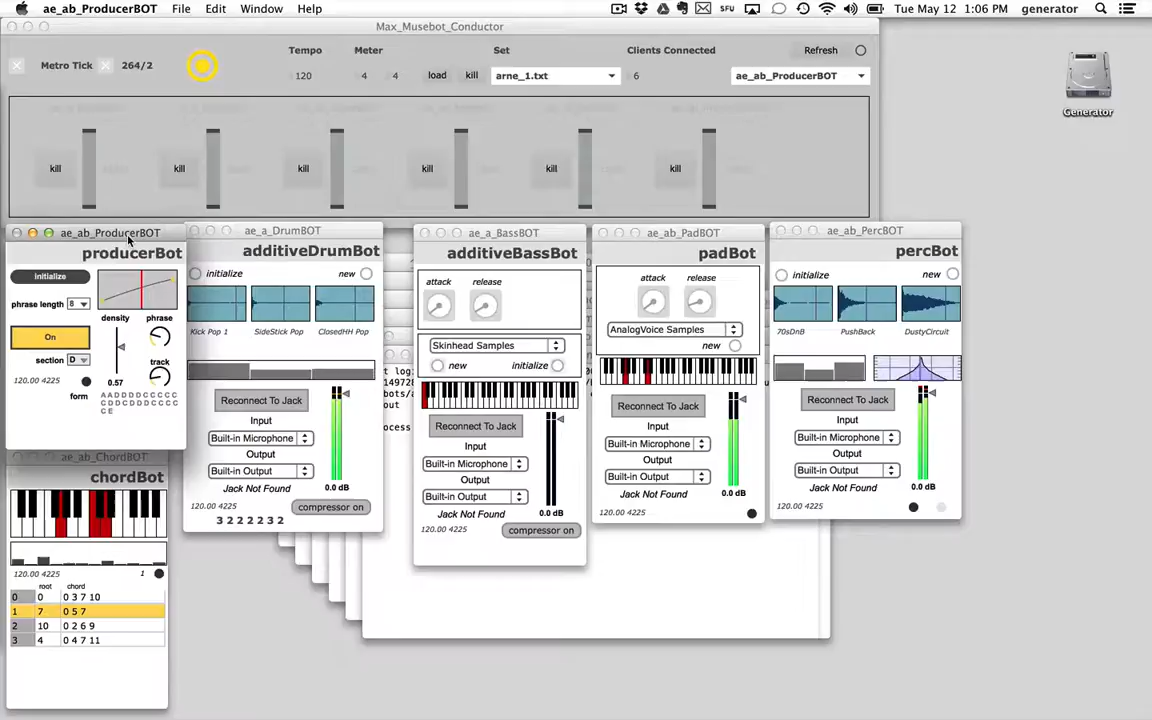 ae_ab_ProducerBOT File Edit Window Help
SFU Tue May 12 1:06 PM generator
Max_Musebot_Conductor
Tempo Meter Set Clients Connected Refresh
Metro Tick 264/2
120 4 4 load kill arne_1.txt 6 ae_ab_ProducerBOT
kill kill kill kill kill kill
Generator
ae_ab_ProducerBOT
producerBot
initialize
phrase length 8
density phrase
On
section D
track
120.00 4225
0.57
form
A A D D D D C C C C
C D C D D D C C C C
C E
ae_a_DrumBOT
additiveDrumBot
initialize new
Kick Pop 1 SideStick Pop ClosedHH Pop
Reconnect To Jack
Input
Built-in Microphone
Output
Built-in Output
Jack Not Found 0.0 dB
120.00 4225 compressor on
3 2 2 2 2 3 2
ae_a_BassBOT
additiveBassBot
attack release
Skinhead Samples
new initialize
Reconnect To Jack
Input
Built-in Microphone
Output
Built-in Output
Jack Not Found 0.0 dB
120.00 4225 compressor on
ae_ab_PadBOT
padBot
attack release
AnalogVoice Samples
new
Reconnect To Jack
Input
Built-in Microphone
Output
Built-in Output
Jack Not Found 0.0 dB
120.00 4225
ae_ab_PercBOT
percBot
initialize new
70sDnB PushBack DustyCircuit
Reconnect To Jack
Input
Built-in Microphone
Output
Built-in Output
Jack Not Found 0.0 dB
120.00 4225
ae_ab_ChordBOT
chordBot
120.00 4225 1
root chord
0 0 0 3 7 10
1 7 0 5 7
2 10 0 2 6 9
3 4 0 4 7 11